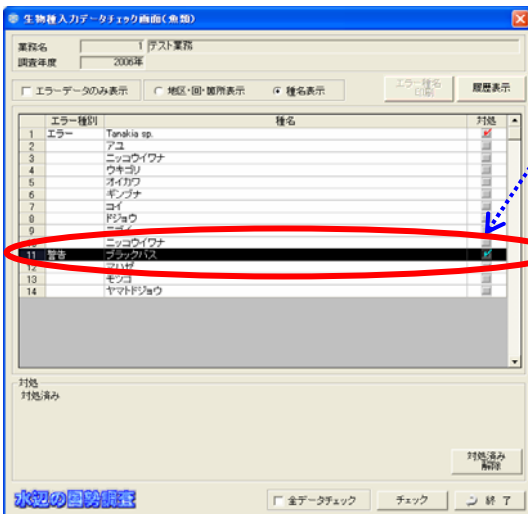 生物種入力データチェック画面(魚類)
業務名 1 テスト業務
調査年度 2006年
エラーデータのみ表示 地区・回・箇所表示 種名表示 エラー種名印刷 履歴表示
エラー種別 種名 対処
1 エラー Tanakia sp.
2 アユ
3 ニッコウイワナ
4 ウキゴリ
5 オイカワ
6 ギンブナ
7 コイ
8 ドジョウ
9 ニゴイ
10 ニッコウイワナ
11 警告 ブラックバス
12 マハゼ
13 モツゴ
14 ヤマトドジョウ
対処
対処済み
対処済み解除
水辺の国勢調査 全データチェック チェック 終了